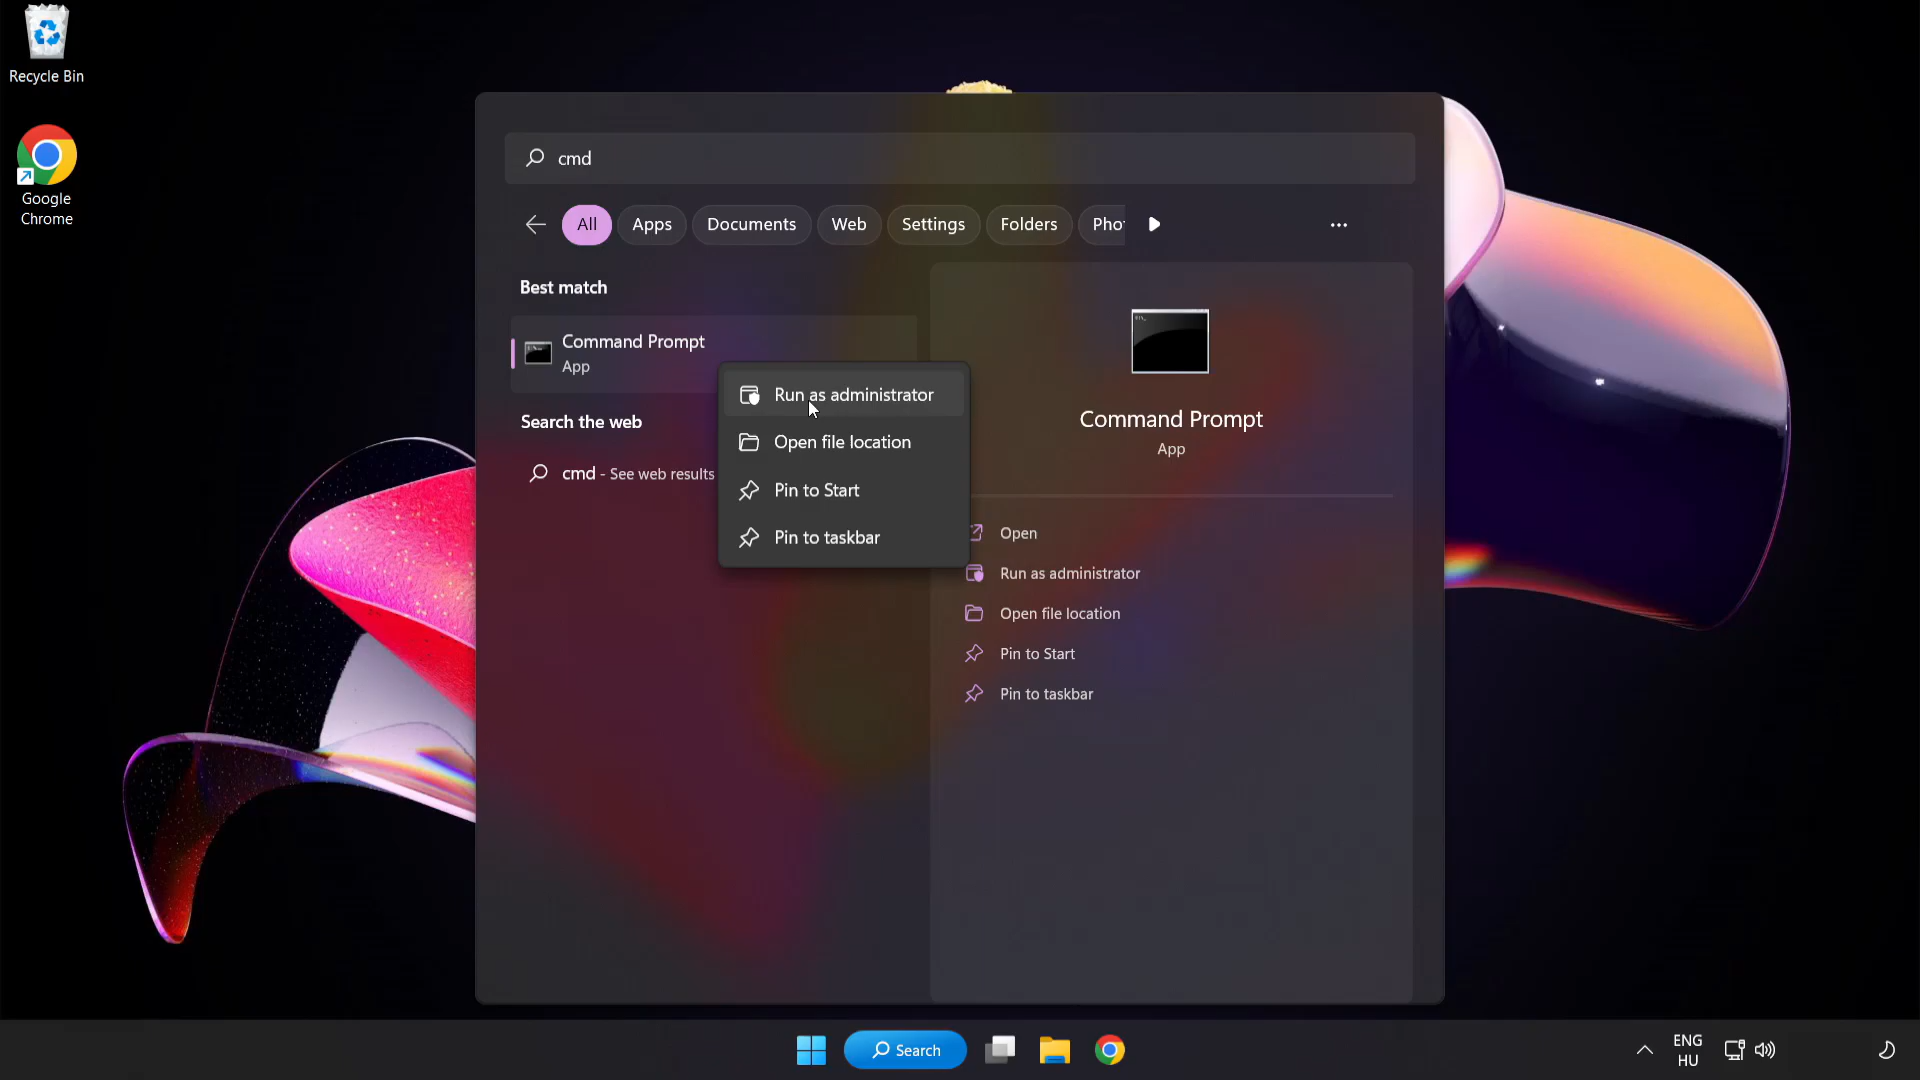 Recycle Bin
Google
Chrome
cmd
All
Apps
Documents
Web
Settings
Folders
Pho
Best match
Command Prompt
App
Search the web
cmd - See web results
Run as administrator
Open file location
Pin to Start
Pin to taskbar
Command Prompt
App
Open
Run as administrator
Open file location
Pin to Start
Pin to taskbar
Search
ENG
HU